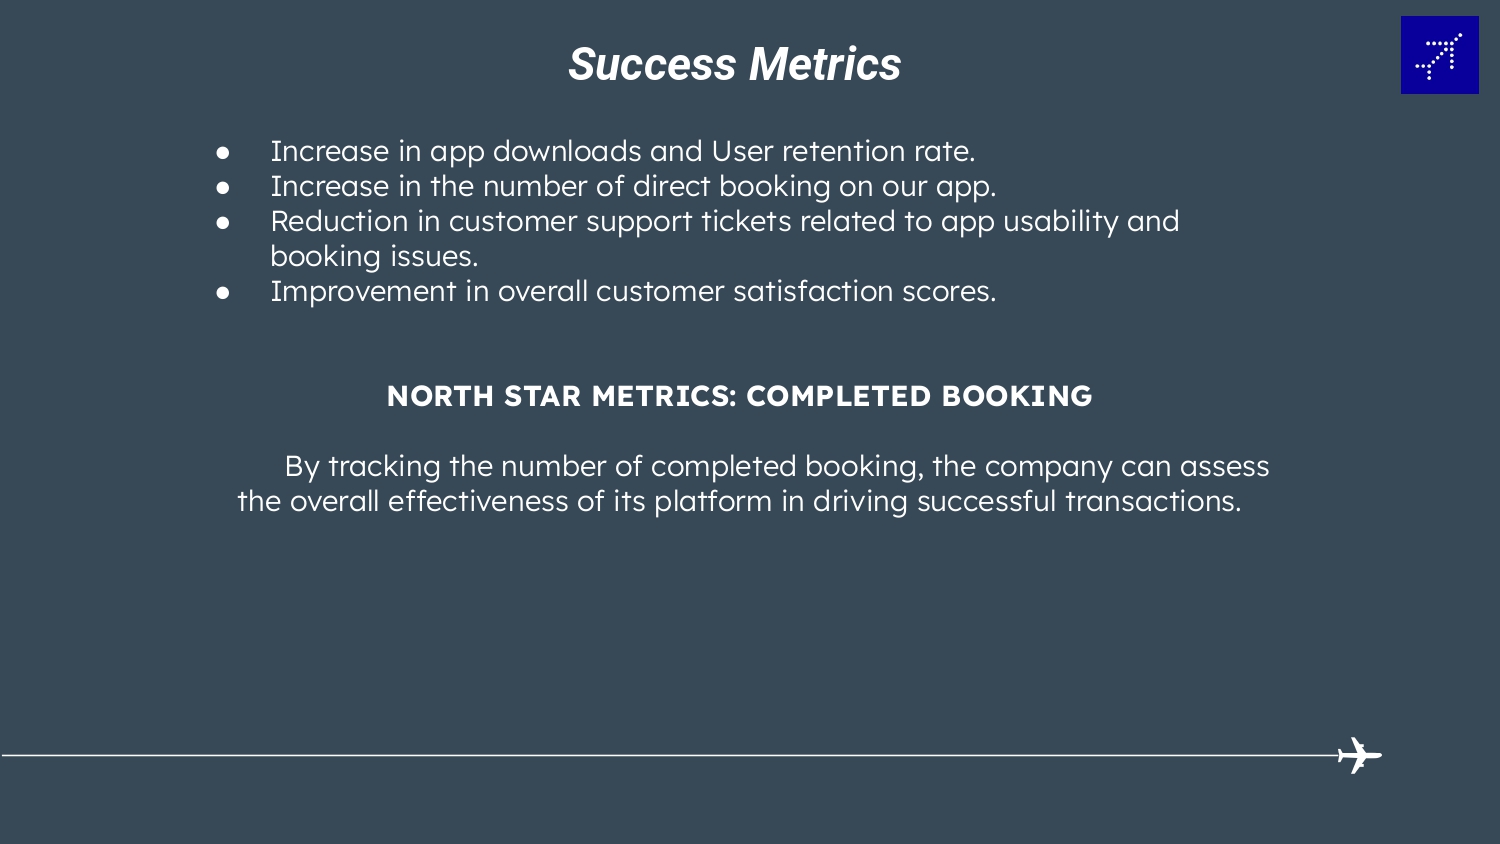 Success Metrics
● Increase in app downloads and User retention rate.
● Increase in the number of direct booking on our app.
● Reduction in customer support tickets related to app usability and
booking issues.
● Improvement in overall customer satisfaction scores.
NORTH STAR METRICS: COMPLETED BOOKING
By tracking the number of completed booking, the company can assess
the overall effectiveness of its platform in driving successful transactions.